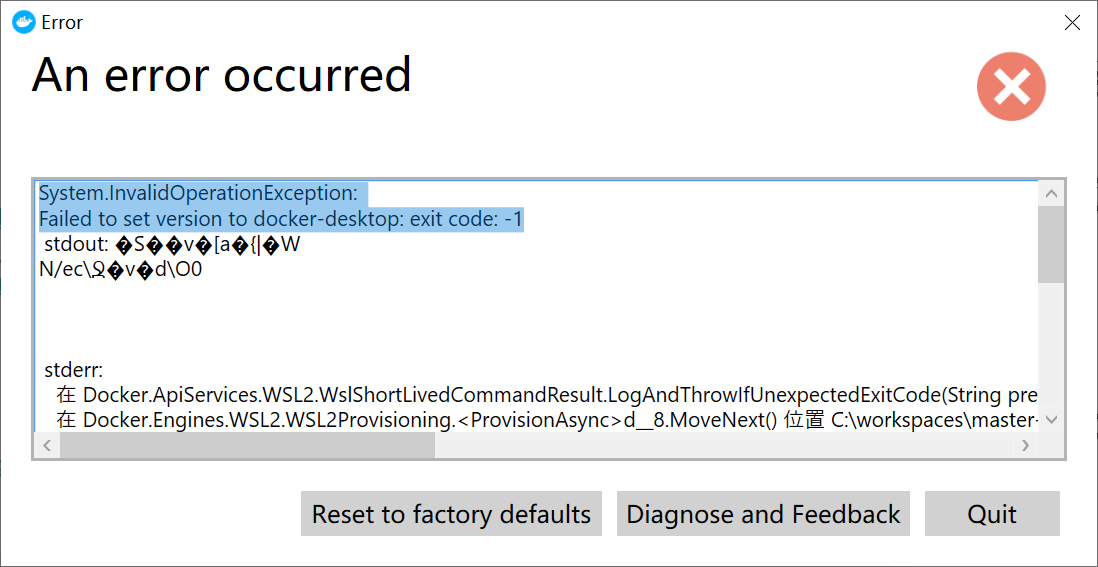 Error
An error occurred
System.InvalidOperationException:
Failed to set version to docker-desktop: exit code: -1
stdout: �S��v�[a�{|�W
N/ec\Ջ�v�d\O0
stderr:
在 Docker.ApiServices.WSL2.WslShortLivedCommandResult.LogAndThrowIfUnexpectedExitCode(String pre
在 Docker.Engines.WSL2.WSL2Provisioning.<ProvisionAsync>d__8.MoveNext() 位置 C:\workspaces\master-
Reset to factory defaults
Diagnose and Feedback
Quit